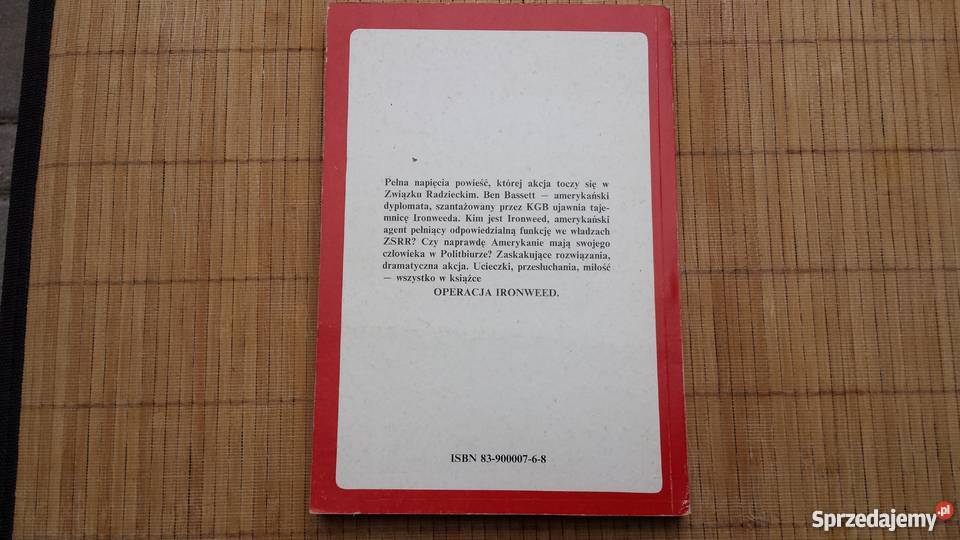 Pełna napięcia powieść, której akcja toczy się w
Związku Radzieckim. Ben Bassett — amerykański
dyplomata, szantażowany przez KGB ujawnia taje-
mnicę Ironweeda. Kim jest Ironweed, amerykański
agent pełniący odpowiedzialną funkcję we władzach
ZSRR? Czy naprawdę Amerykanie mają swojego
człowieka w Politbiurze? Zaskakujące rozwiązania,
dramatyczna akcja. Ucieczki, przesłuchania, miłość
— wszystko w książce
OPERACJA IRONWEED.
ISBN 83-900007-6-8
Sprzedajemy.pl